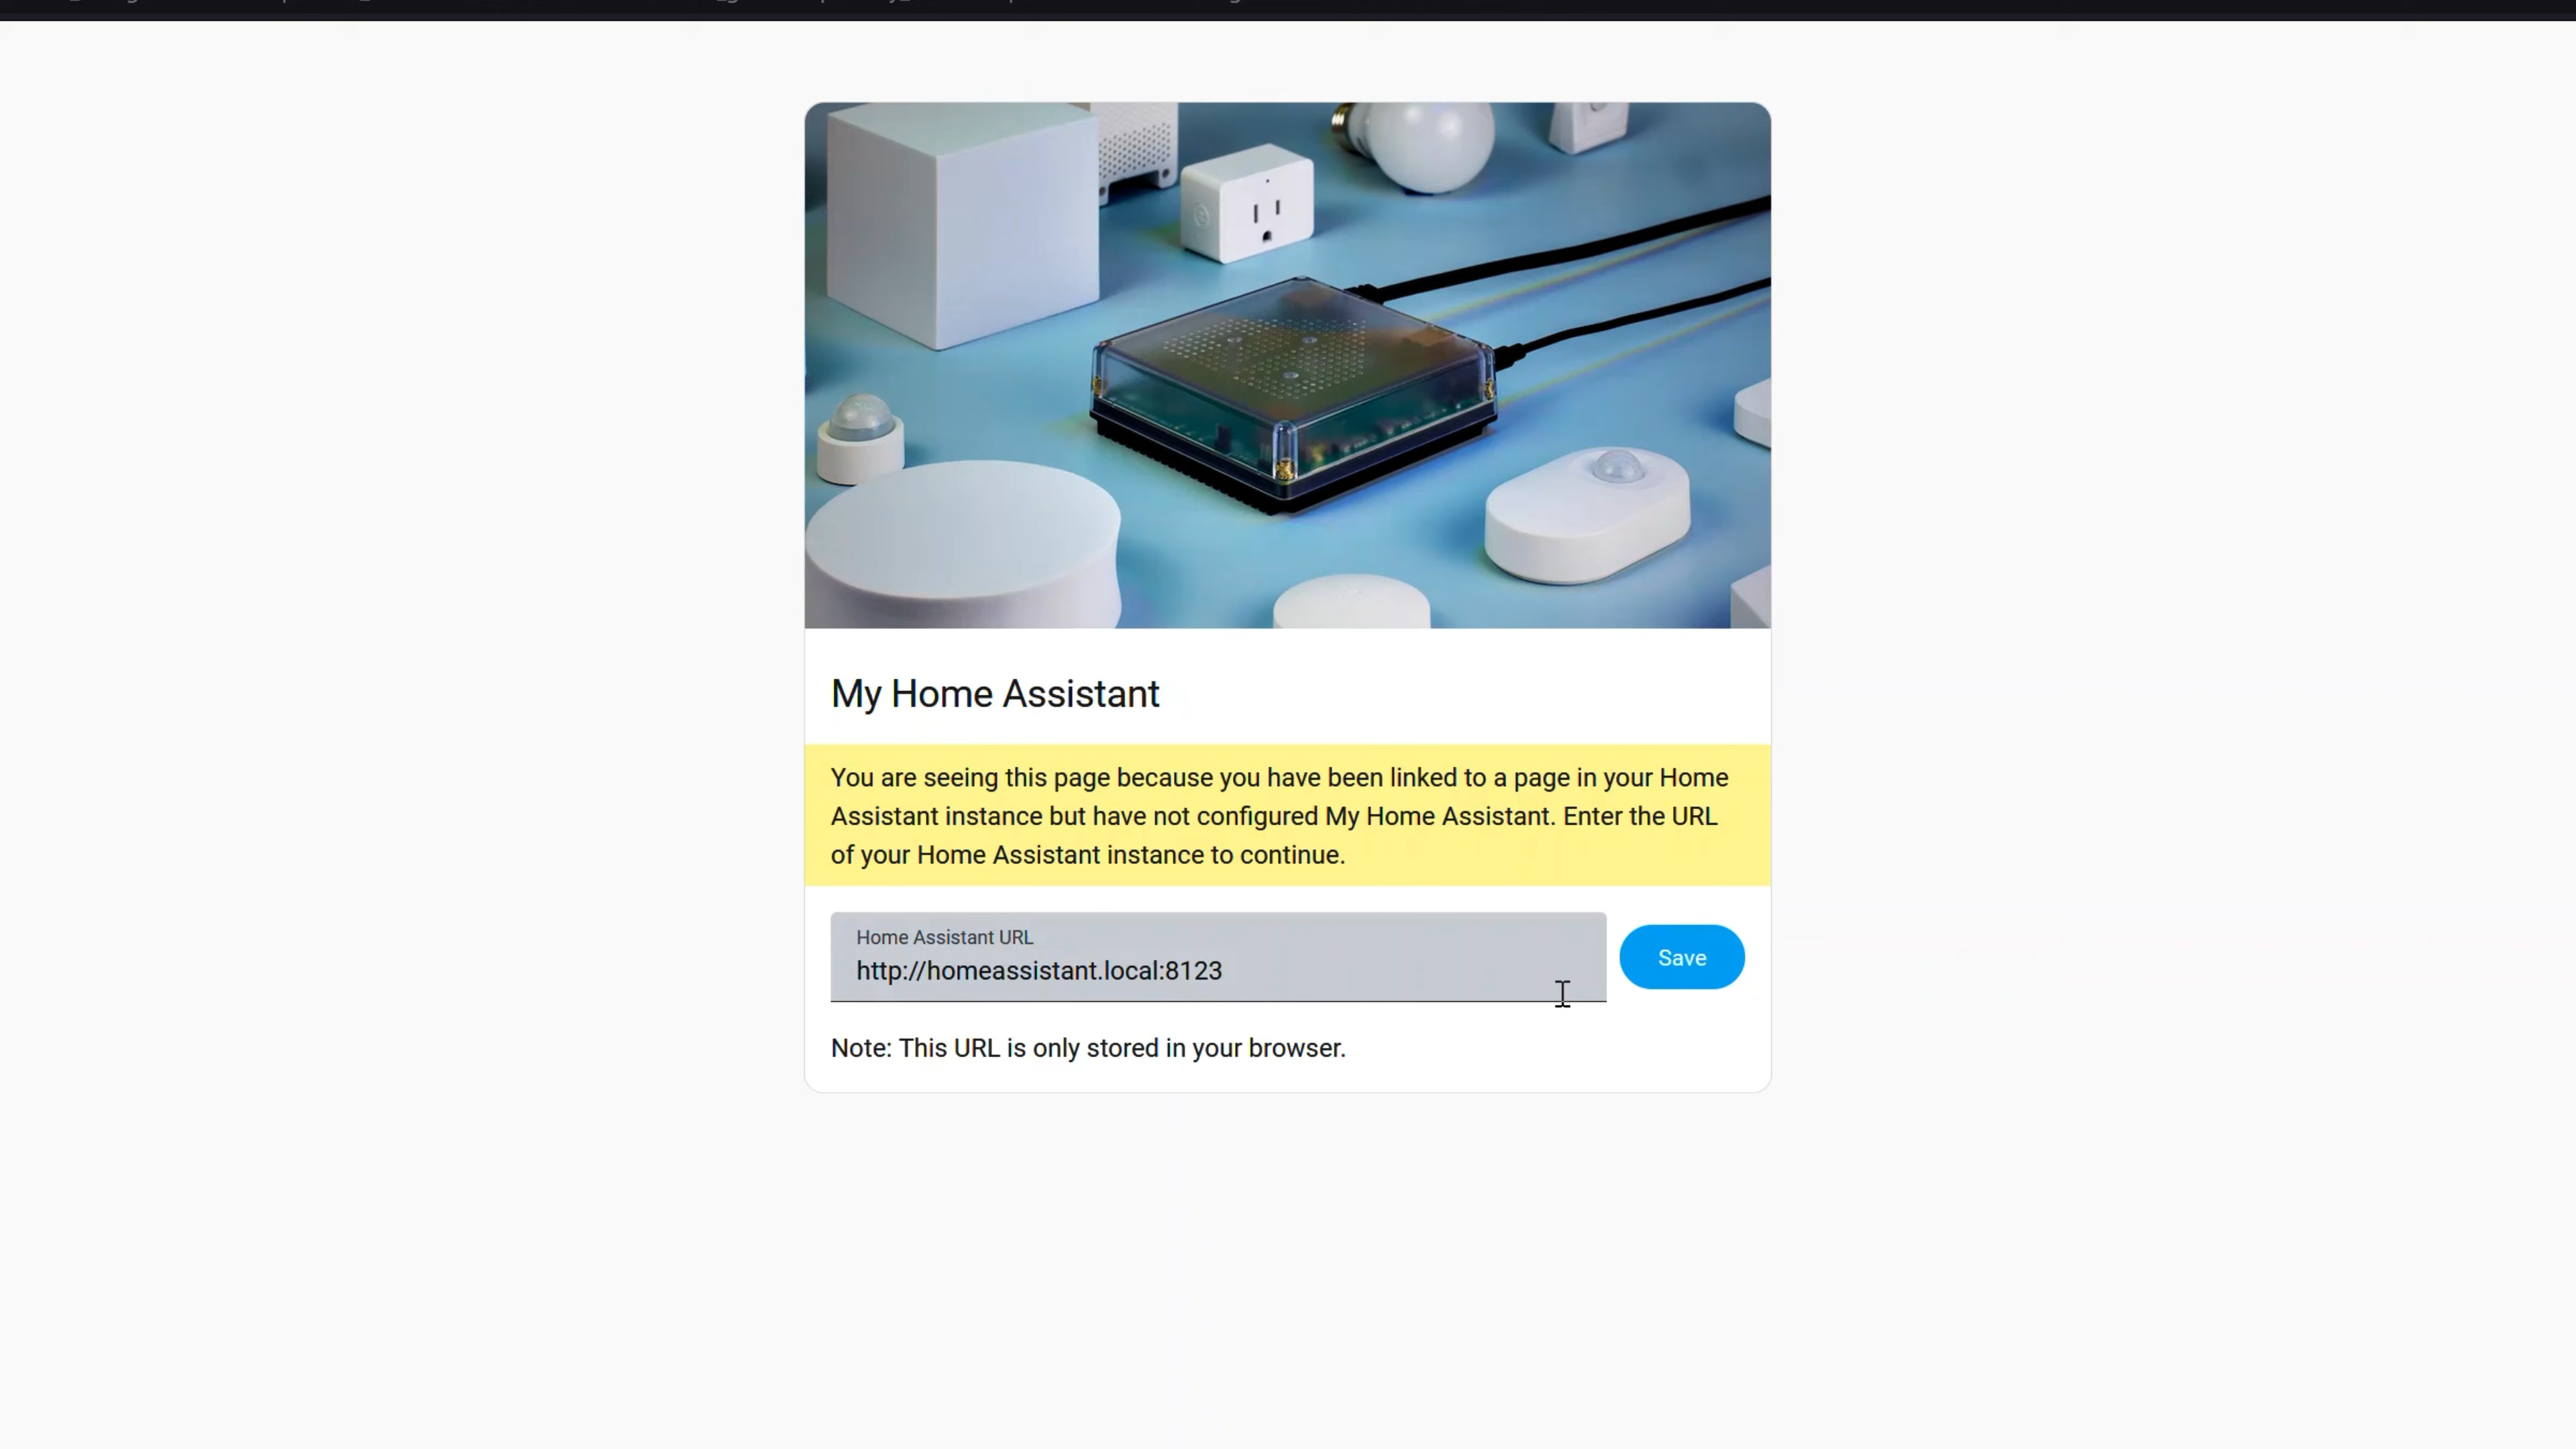 My Home Assistant
You are seeing this page because you have been linked to a page in your Home
Assistant instance but have not configured My Home Assistant. Enter the URL
of your Home Assistant instance to continue.
Home Assistant URL
http://homeassistant.local:8123
Save
Note: This URL is only stored in your browser.